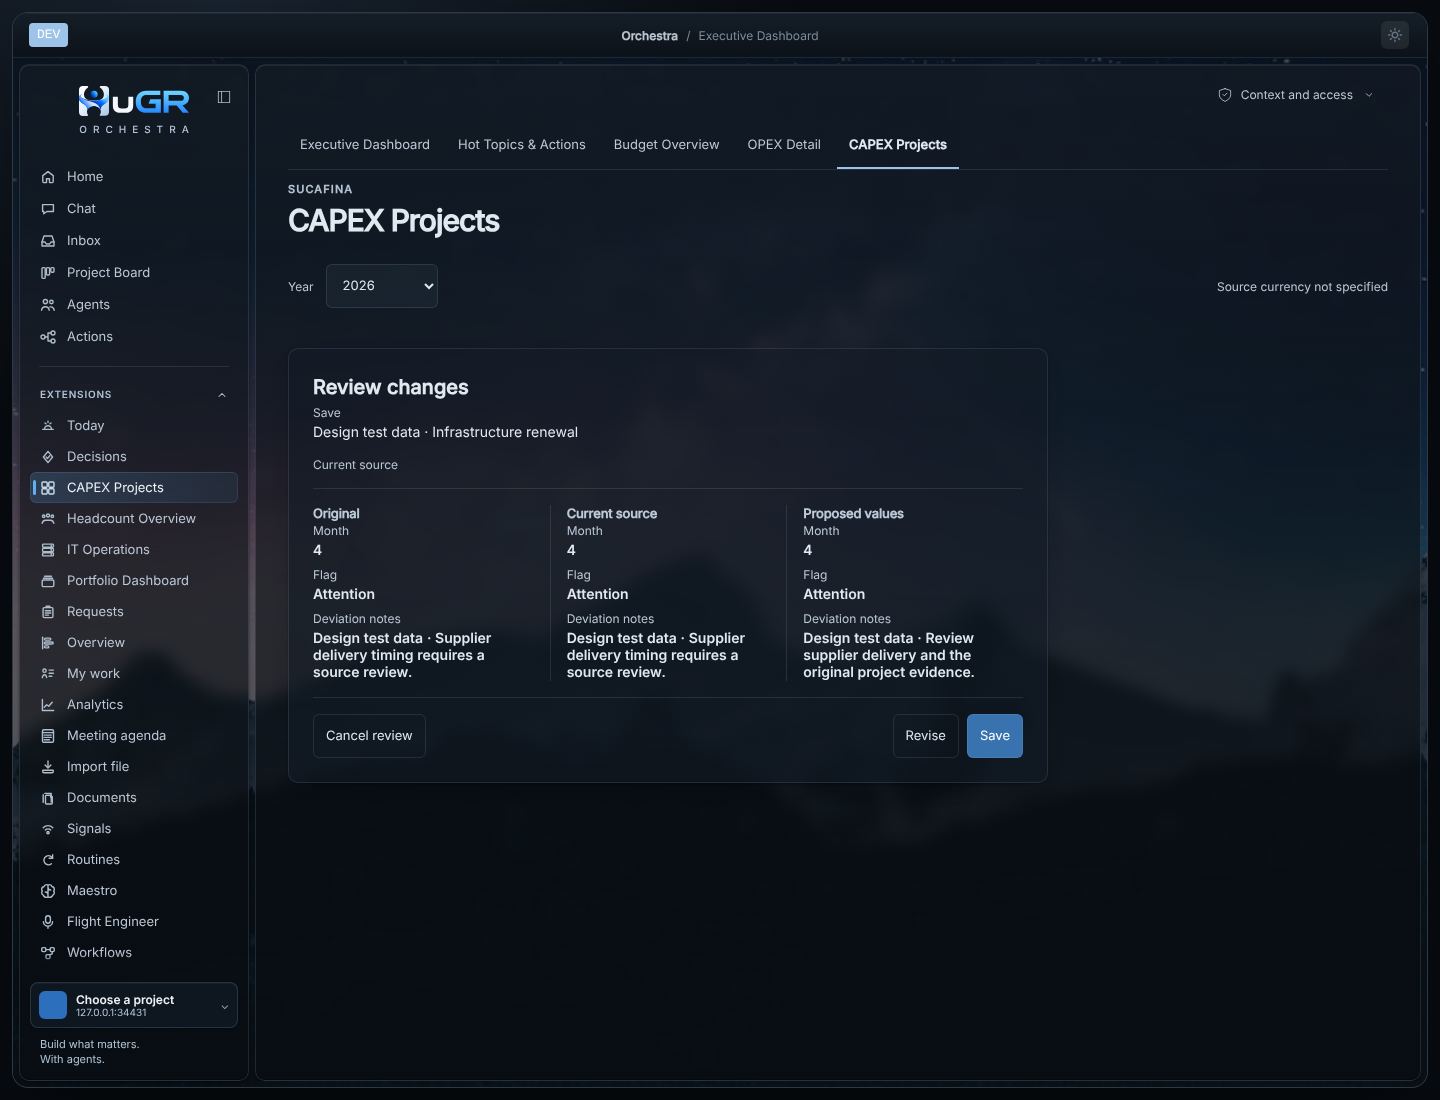 DEV
Orchestra / Executive Dashboard
HuGR
ORCHESTRA
Home
Chat
Inbox
Project Board
Agents
Actions
EXTENSIONS
Today
Decisions
CAPEX Projects
Headcount Overview
IT Operations
Portfolio Dashboard
Requests
Overview
My work
Analytics
Meeting agenda
Import file
Documents
Signals
Routines
Maestro
Flight Engineer
Workflows
Choose a project
127.0.0.1:34431
Build what matters.
With agents.
Context and access
Executive Dashboard
Hot Topics & Actions
Budget Overview
OPEX Detail
CAPEX Projects
SUCAFINA
CAPEX Projects
Year 2026
Source currency not specified
Review changes
Save
Design test data · Infrastructure renewal
Current source
Original
Month
4
Flag
Attention
Deviation notes
Design test data · Supplier
delivery timing requires a
source review.
Current source
Month
4
Flag
Attention
Deviation notes
Design test data · Supplier
delivery timing requires a
source review.
Proposed values
Month
4
Flag
Attention
Deviation notes
Design test data · Review
supplier delivery and the
original project evidence.
Cancel review
Revise
Save